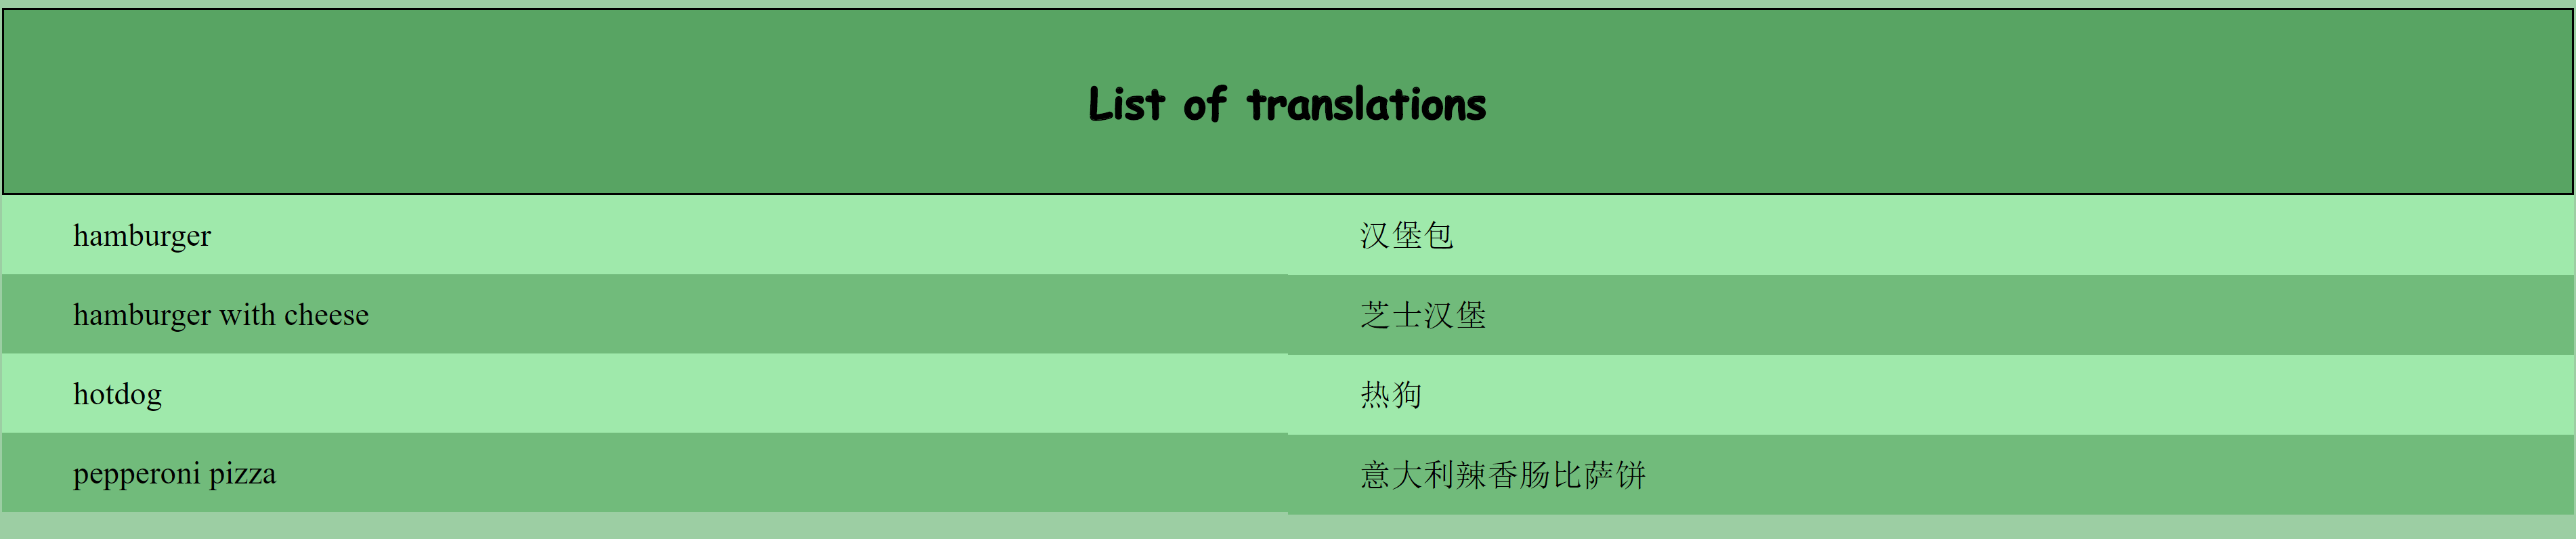 List of translations
hamburger 汉堡包
hamburger with cheese 芝士汉堡
hotdog 热狗
pepperoni pizza 意大利辣香肠比萨饼